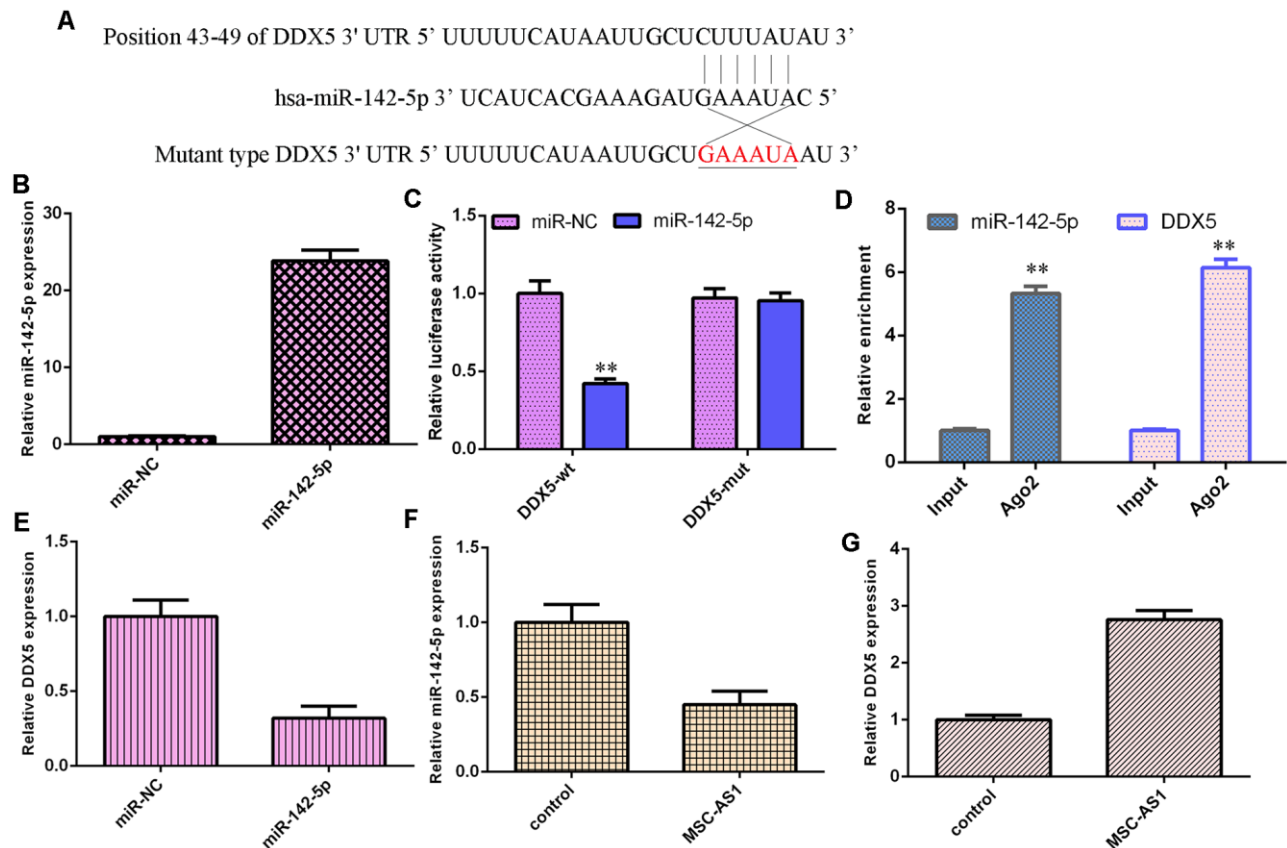 A
Position 43-49 of DDX5 3' UTR 5' UUUUUCAUAAUUGCUCUUUAUAU 3'
hsa-miR-142-5p 3' UCAUCACGAAAGAUGAAAUAC 5'
Mutant type DDX5 3' UTR 5' UUUUUCAUAAUUGCUGAAAUAAU 3'
B
Relative miR-142-5p expression
30
20
10
0
miR-NC
miR-142-5p
C
miR-NC
miR-142-5p
Relative luciferase activity
1.5
1.0
0.5
0.0
**
DDX5-wt
DDX5-mut
D
miR-142-5p
DDX5
Relative enrichment
8
6
4
2
0
**
**
Input
Ago2
Input
Ago2
E
Relative DDX5 expression
1.5
1.0
0.5
0.0
miR-NC
miR-142-5p
F
Relative miR-142-5p expression
1.5
1.0
0.5
0.0
control
MSC-AS1
G
Relative DDX5 expression
4
3
2
1
0
control
MSC-AS1